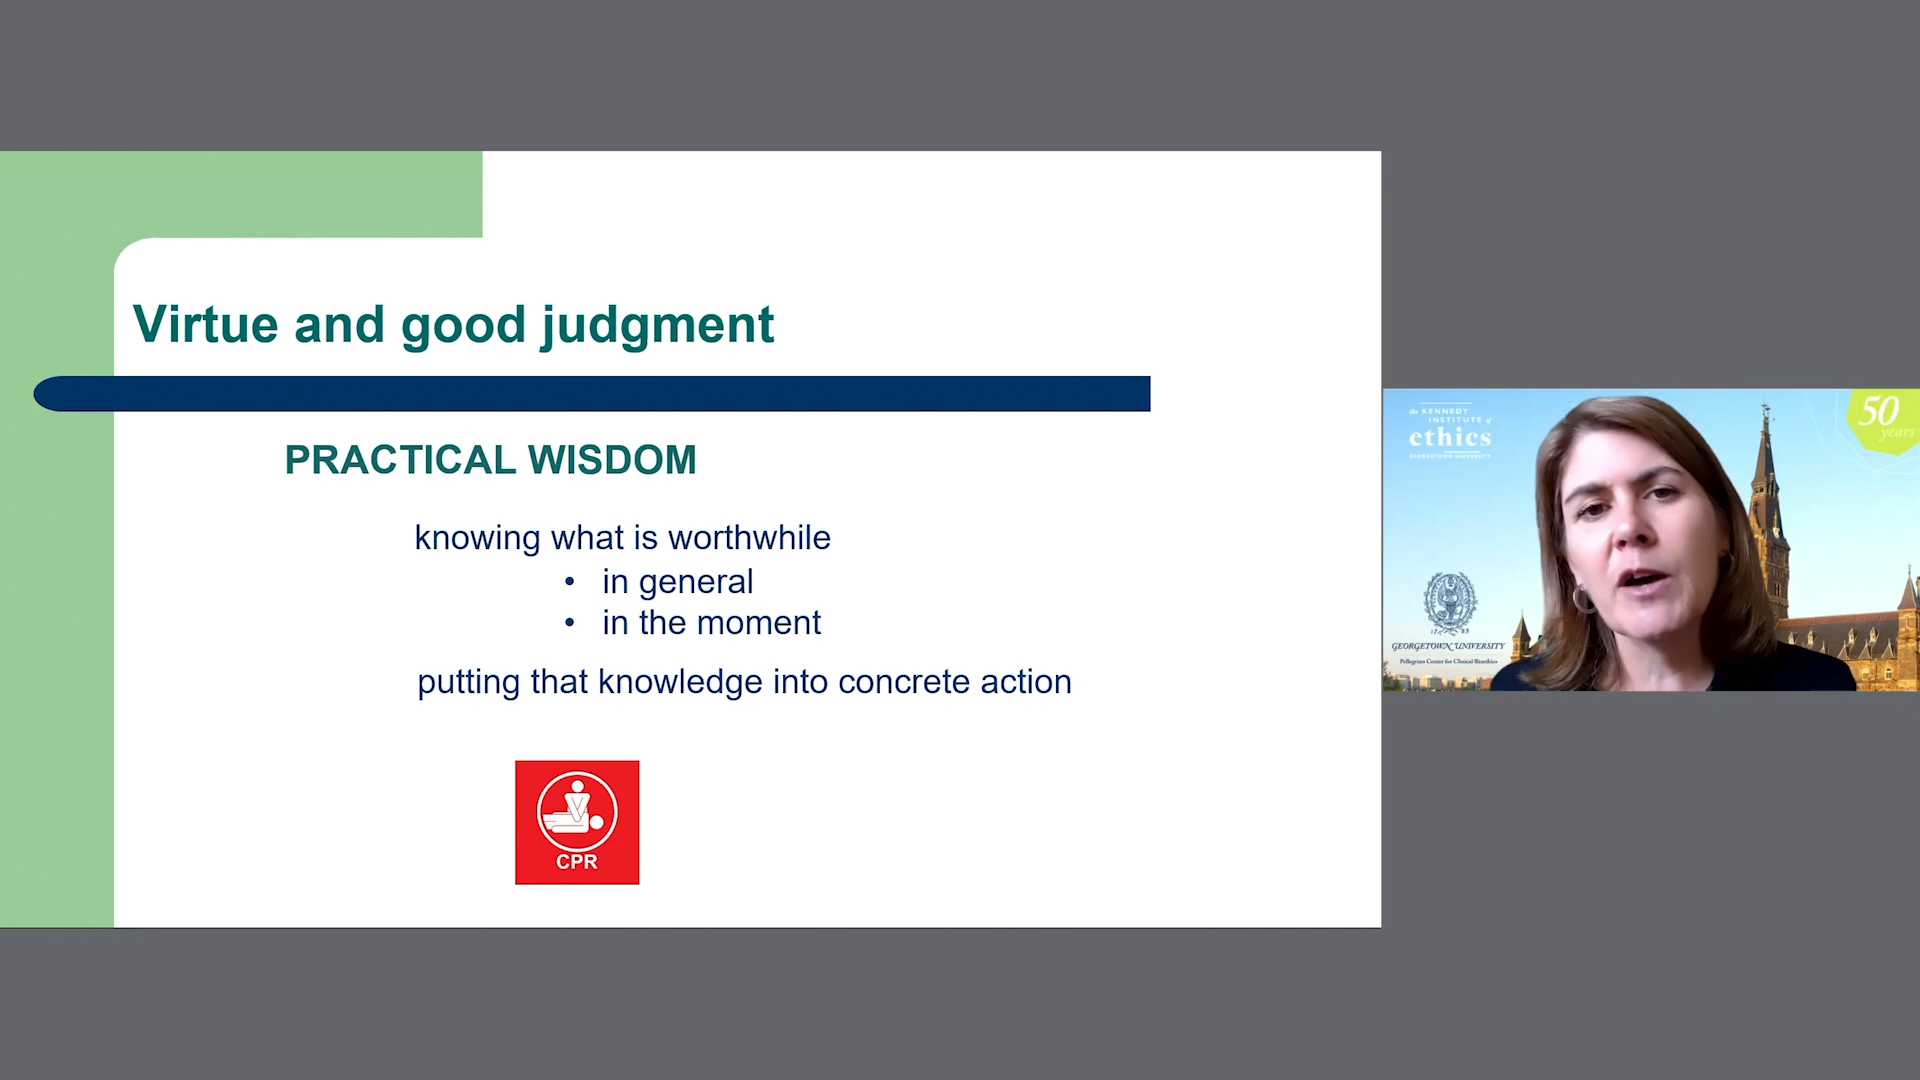 Virtue and good judgment
PRACTICAL WISDOM
knowing what is worthwhile
• in general
• in the moment
putting that knowledge into concrete action
CPR
the KENNEDY
INSTITUTE of
ethics
GEORGETOWN UNIVERSITY
50
years
17 89
GEORGETOWN UNIVERSITY
Pellegrino Center for Clinical Bioethics